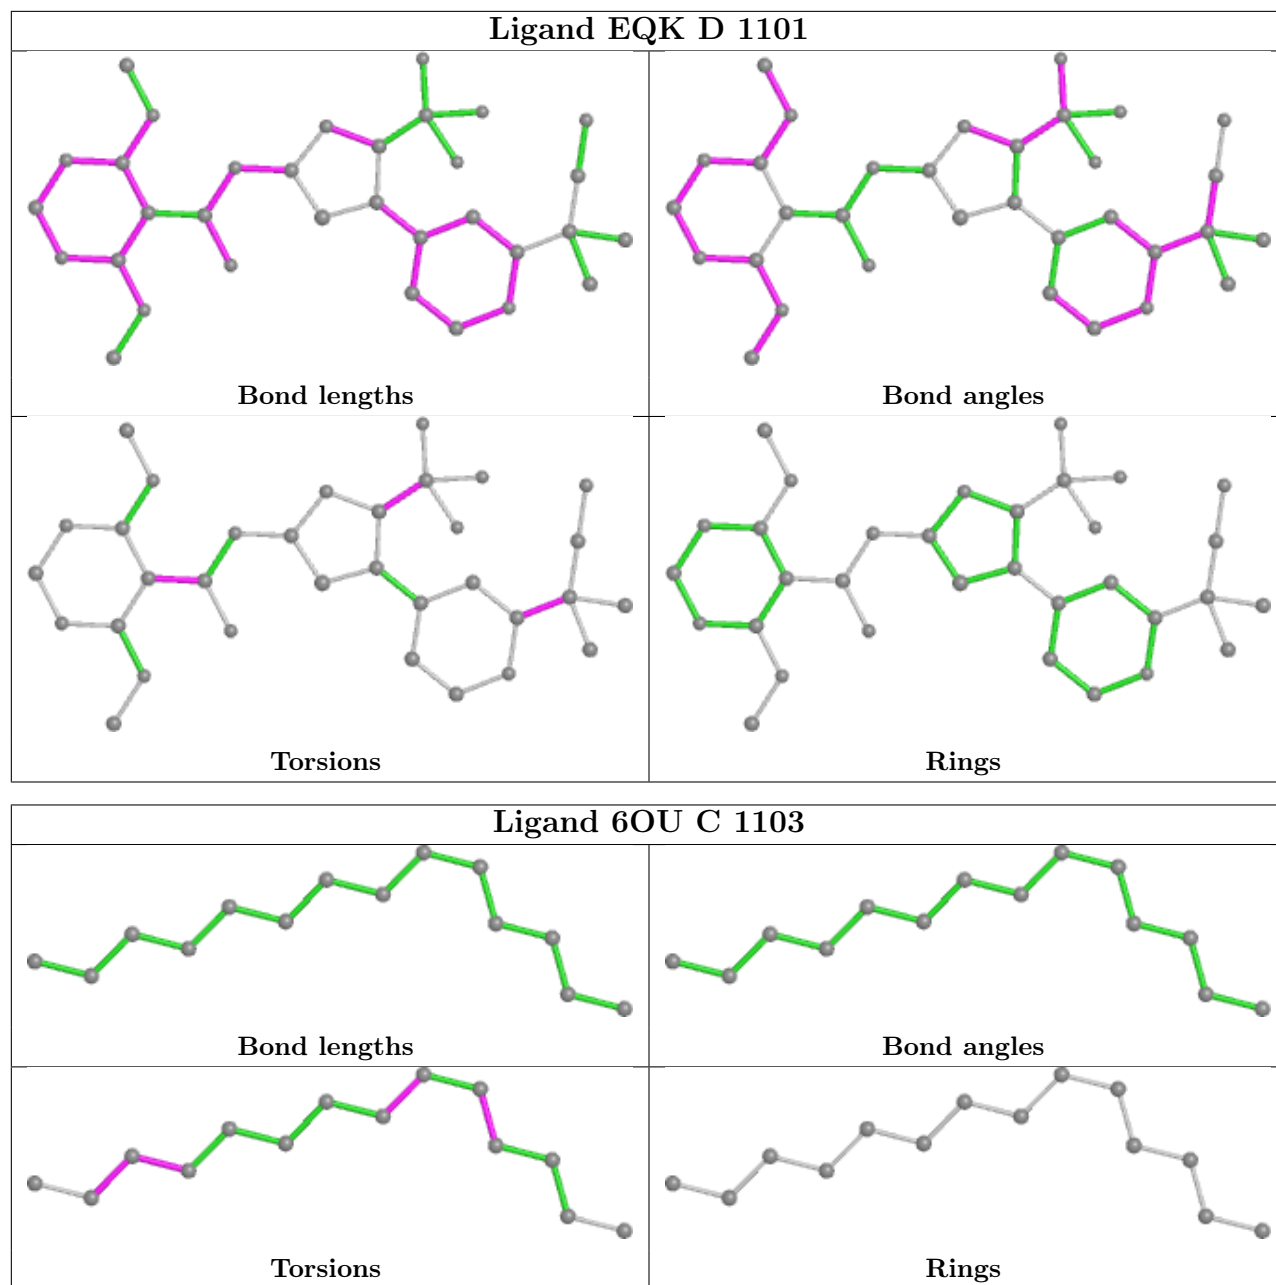 Ligand EQK D 1101
Bond lengths
Bond angles
Torsions
Rings
Ligand 6OU C 1103
Bond lengths
Bond angles
Torsions
Rings